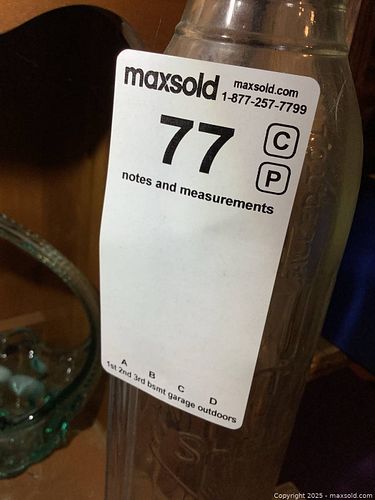 maxsold maxsold.com
1-877-257-7799
77 C
P
notes and measurements
A B C D
1st 2nd 3rd bsmt garage outdoors
Copyright 2025 - maxsold.com